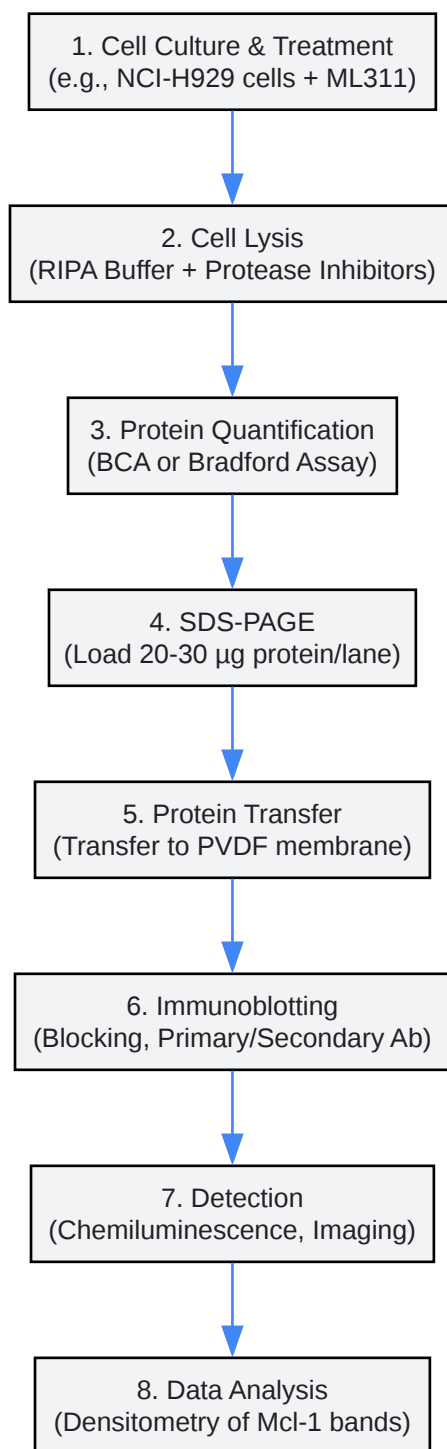 1. Cell Culture & Treatment
(e.g., NCI-H929 cells + ML311)
2. Cell Lysis
(RIPA Buffer + Protease Inhibitors)
3. Protein Quantification
(BCA or Bradford Assay)
4. SDS-PAGE
(Load 20-30 µg protein/lane)
5. Protein Transfer
(Transfer to PVDF membrane)
6. Immunoblotting
(Blocking, Primary/Secondary Ab)
7. Detection
(Chemiluminescence, Imaging)
8. Data Analysis
(Densitometry of Mcl-1 bands)